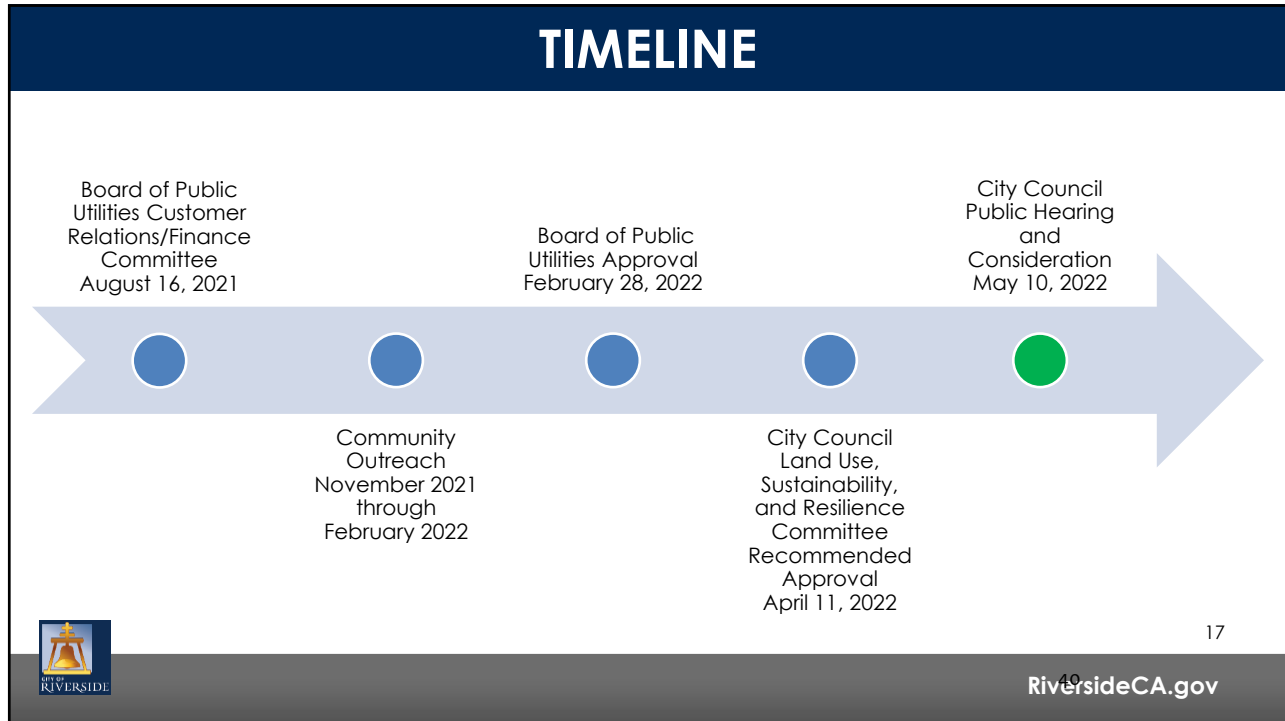 TIMELINE
Board of Public
Utilities Customer
Relations/Finance
Committee
August 16, 2021
Community
Outreach
November 2021
through
February 2022
Board of Public
Utilities Approval
February 28, 2022
City Council
Land Use,
Sustainability,
and Resilience
Committee
Recommended
Approval
April 11, 2022
City Council
Public Hearing
and
Consideration
May 10, 2022
17
CITY OF
RIVERSIDE
49
RiversideCA.gov